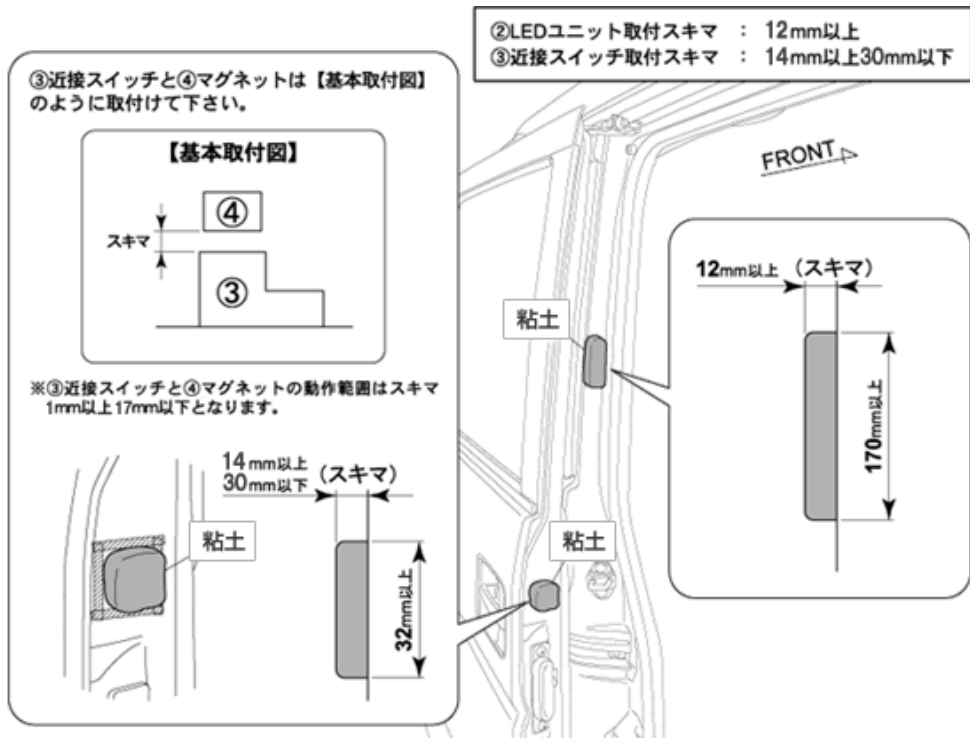 ②LEDユニット取付スキマ : 12mm以上
③近接スイッチ取付スキマ : 14mm以上30mm以下
③近接スイッチと④マグネットは【基本取付図】
のように取付けて下さい。
【基本取付図】
④
スキマ
③
※③近接スイッチと④マグネットの動作範囲はスキマ
1mm以上17mm以下となります。
14mm以上
30mm以下
(スキマ)
粘土
32mm以上
FRONT
粘土
粘土
12mm以上 (スキマ)
170mm以上